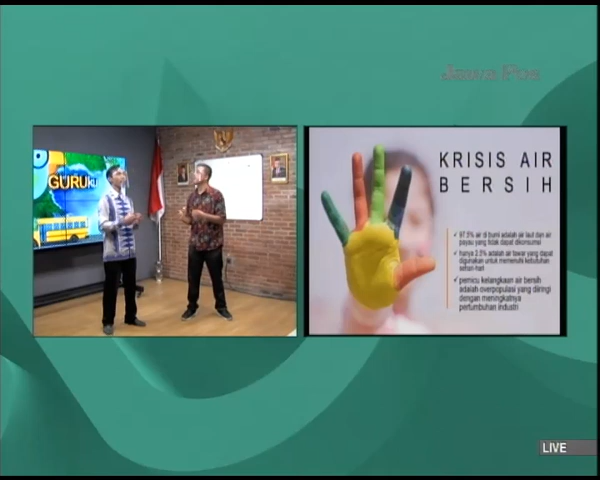 Jawa Pos
GURUku
KRISIS AIR
BERSIH
✓ 97.5% air di bumi adalah air laut dan air
payau yang tidak dapat dikonsumsi
✓ hanya 2.5% adalah air tawar yang dapat
digunakan untuk memenuhi kebutuhan
sehari-hari
✓ pemicu kelangkaan air bersih
adalah overpopulasi yang diiringi
dengan meningkatnya
pertumbuhan industri
LIVE